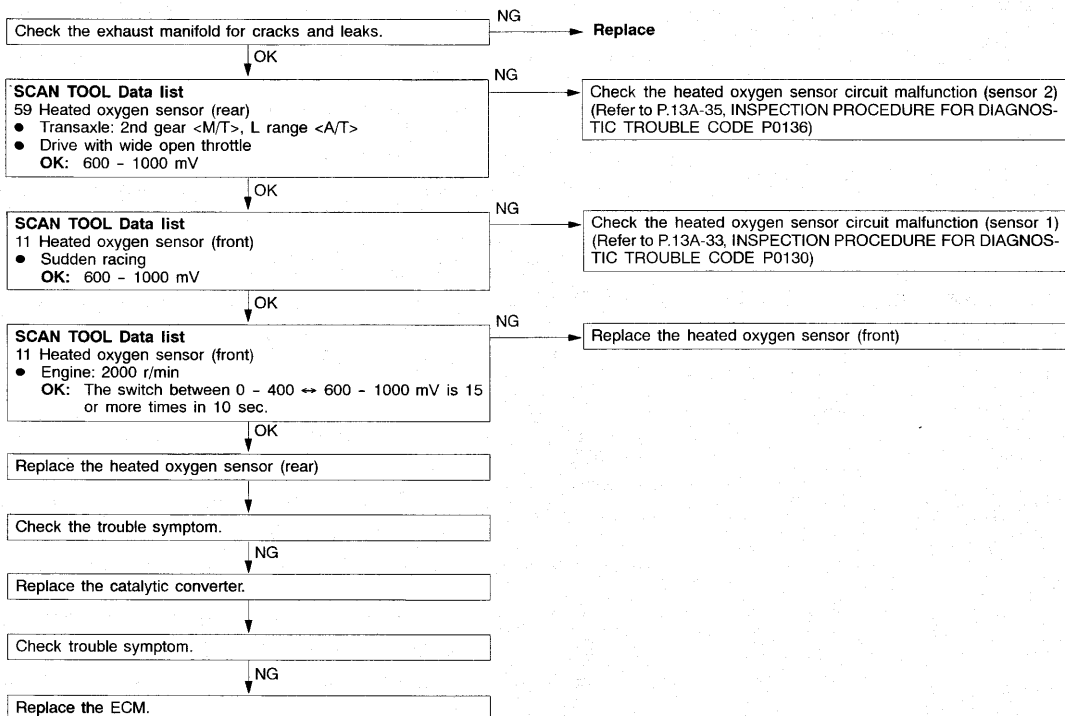 Check the exhaust manifold for cracks and leaks.
NG
Replace
OK
SCAN TOOL Data list
59 Heated oxygen sensor (rear)
● Transaxle: 2nd gear <M/T>, L range <A/T>
● Drive with wide open throttle
OK: 600 – 1000 mV
NG
Check the heated oxygen sensor circuit malfunction (sensor 2)
(Refer to P.13A-35, INSPECTION PROCEDURE FOR DIAGNOS-
TIC TROUBLE CODE P0136)
OK
SCAN TOOL Data list
11 Heated oxygen sensor (front)
● Sudden racing
OK: 600 – 1000 mV
NG
Check the heated oxygen sensor circuit malfunction (sensor 1)
(Refer to P.13A-33, INSPECTION PROCEDURE FOR DIAGNOS-
TIC TROUBLE CODE P0130)
OK
SCAN TOOL Data list
11 Heated oxygen sensor (front)
● Engine: 2000 r/min
OK: The switch between 0 – 400 ↔ 600 – 1000 mV is 15
or more times in 10 sec.
NG
Replace the heated oxygen sensor (front)
OK
Replace the heated oxygen sensor (rear)
Check the trouble symptom.
NG
Replace the catalytic converter.
Check trouble symptom.
NG
Replace the ECM.